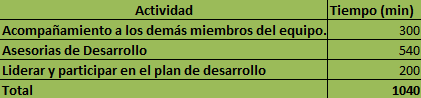 Actividad Tiempo (min)
Acompañamiento a los demás miembros del equipo. 300
Asesorias de Desarrollo 540
Liderar y participar en el plan de desarrollo 200
Total 1040